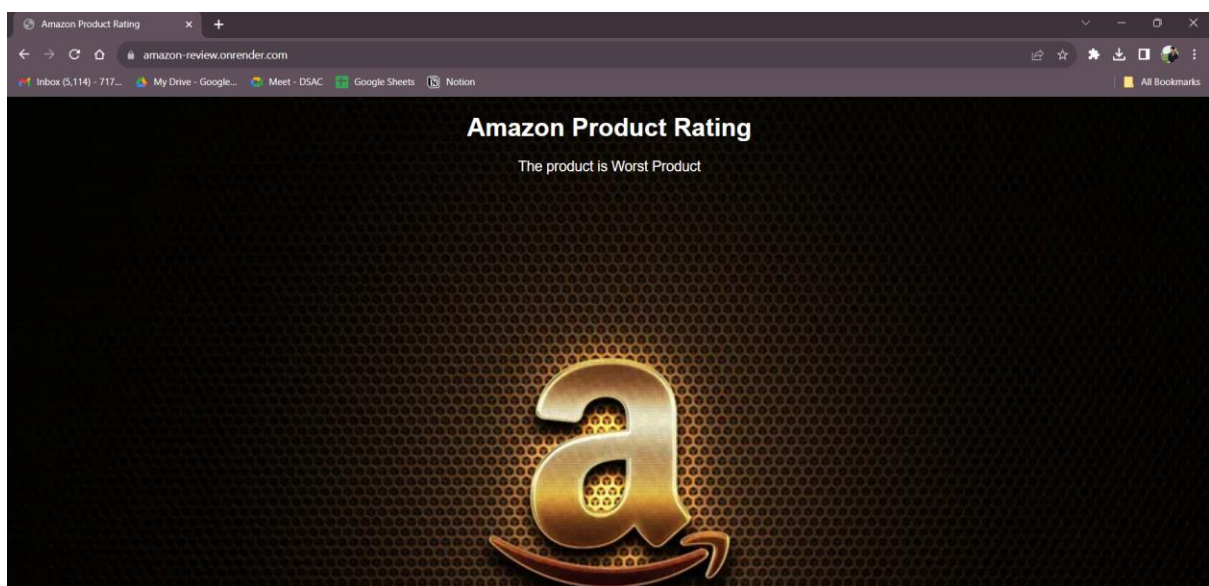 Amazon Product Rating
amazon-review.onrender.com
Inbox (5,114) - 717... My Drive - Google... Meet - DSAC Google Sheets Notion All Bookmarks
Amazon Product Rating
The product is Worst Product
a